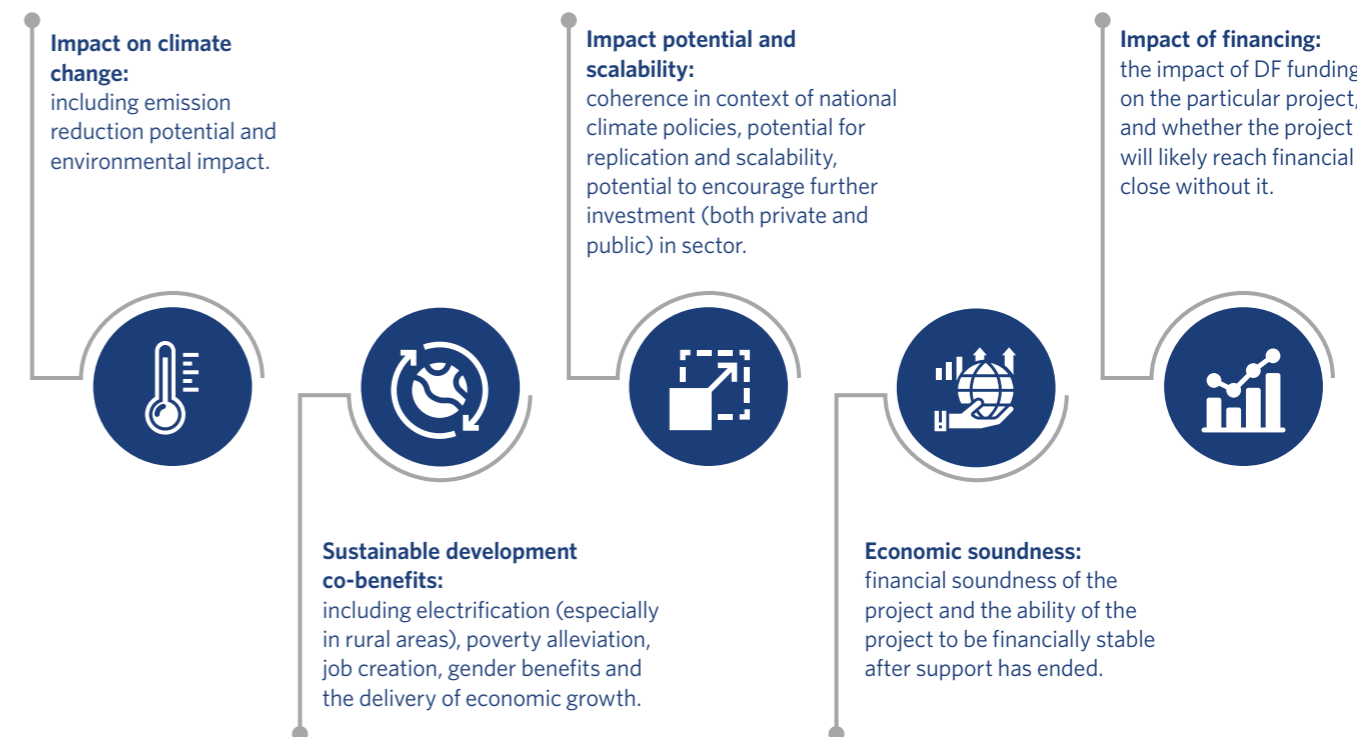 Impact on climate
change:
including emission
reduction potential and
environmental impact.
Sustainable development
co-benefits:
including electrification (especially
in rural areas), poverty alleviation,
job creation, gender benefits and
the delivery of economic growth.
Impact potential and
scalability:
coherence in context of national
climate policies, potential for
replication and scalability,
potential to encourage further
investment (both private and
public) in sector.
Economic soundness:
financial soundness of the
project and the ability of the
project to be financially stable
after support has ended.
Impact of financing:
the impact of DF funding
on the particular project,
and whether the project
will likely reach financial
close without it.